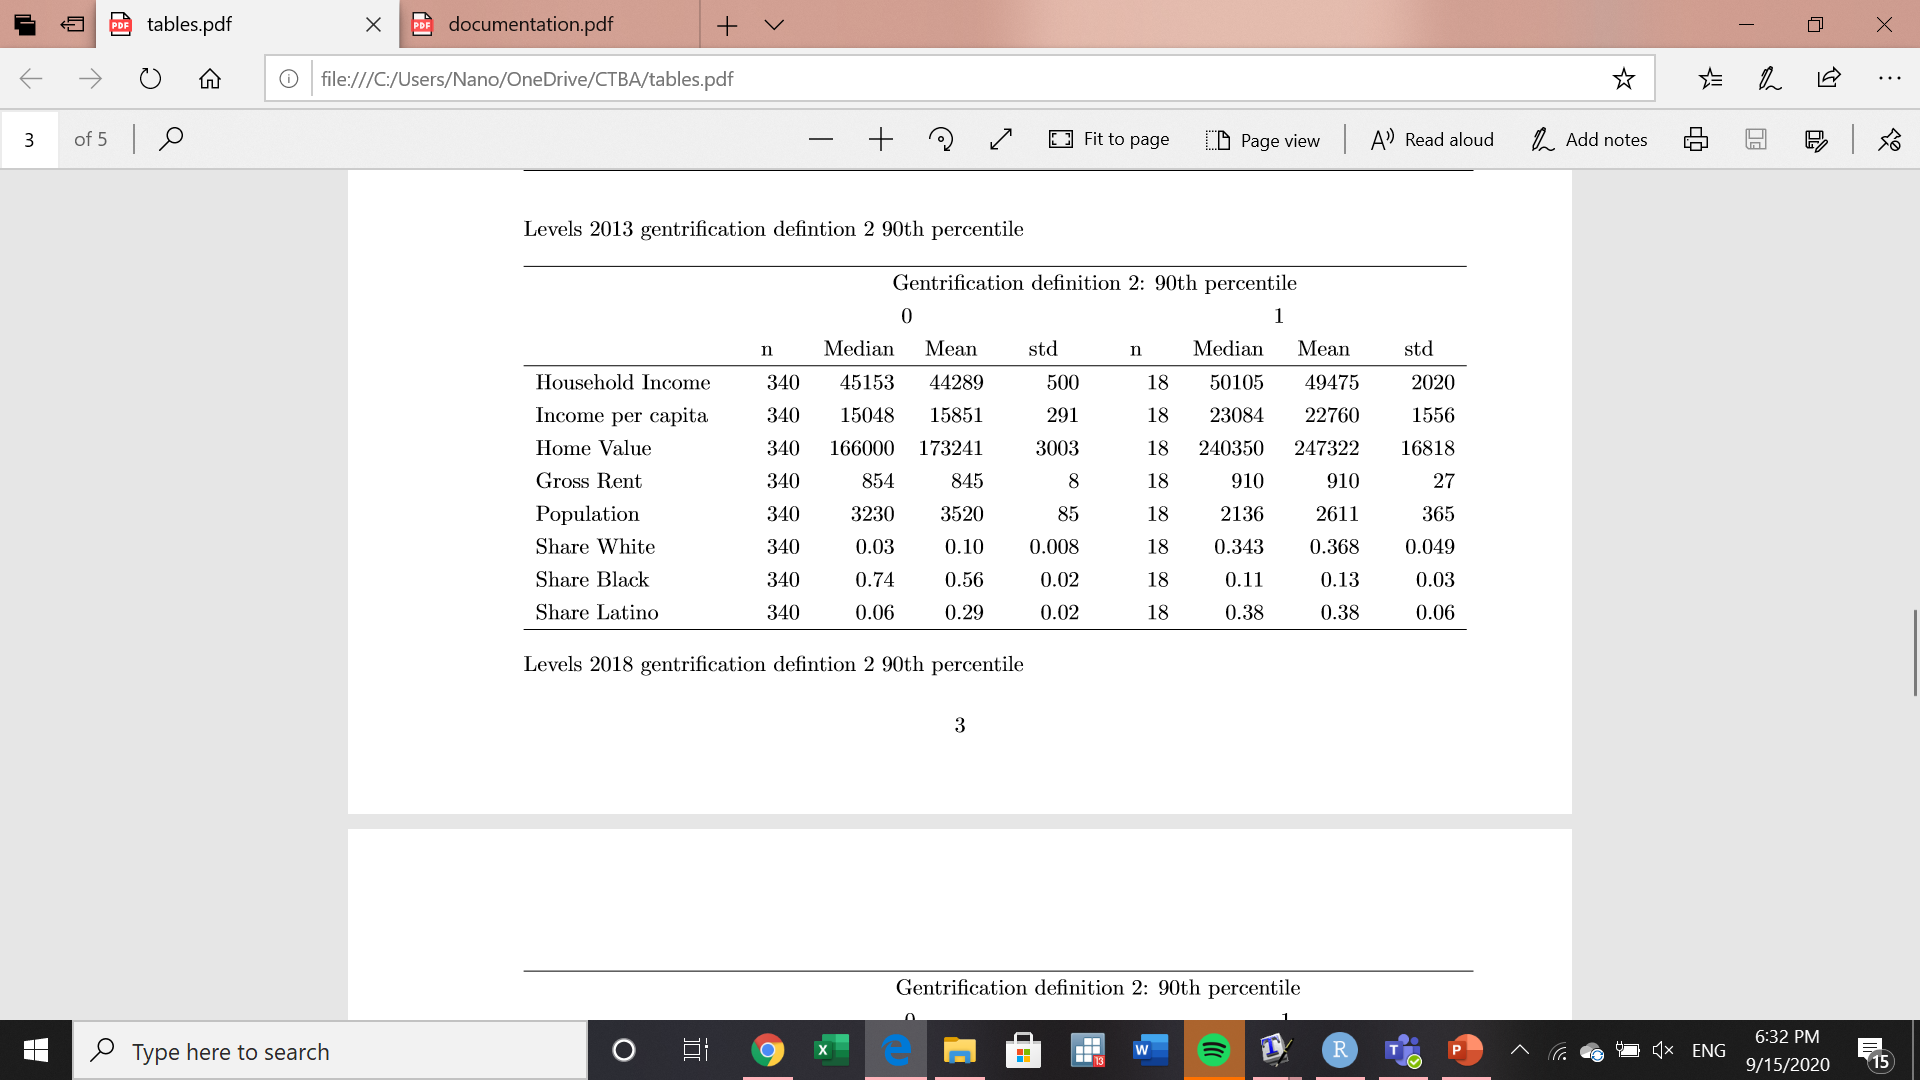 tables.pdf documentation.pdf
file:///C:/Users/Nano/OneDrive/CTBA/tables.pdf
3 of 5 Fit to page Page view Read aloud Add notes
Levels 2013 gentrification defintion 2 90th percentile
Gentrification definition 2: 90th percentile
0 1
n Median Mean std n Median Mean std
Household Income 340 45153 44289 500 18 50105 49475 2020
Income per capita 340 15048 15851 291 18 23084 22760 1556
Home Value 340 166000 173241 3003 18 240350 247322 16818
Gross Rent 340 854 845 8 18 910 910 27
Population 340 3230 3520 85 18 2136 2611 365
Share White 340 0.03 0.10 0.008 18 0.343 0.368 0.049
Share Black 340 0.74 0.56 0.02 18 0.11 0.13 0.03
Share Latino 340 0.06 0.29 0.02 18 0.38 0.38 0.06
Levels 2018 gentrification defintion 2 90th percentile
3
Gentrification definition 2: 90th percentile
0 1
Type here to search ENG 6:32 PM
9/15/2020 15